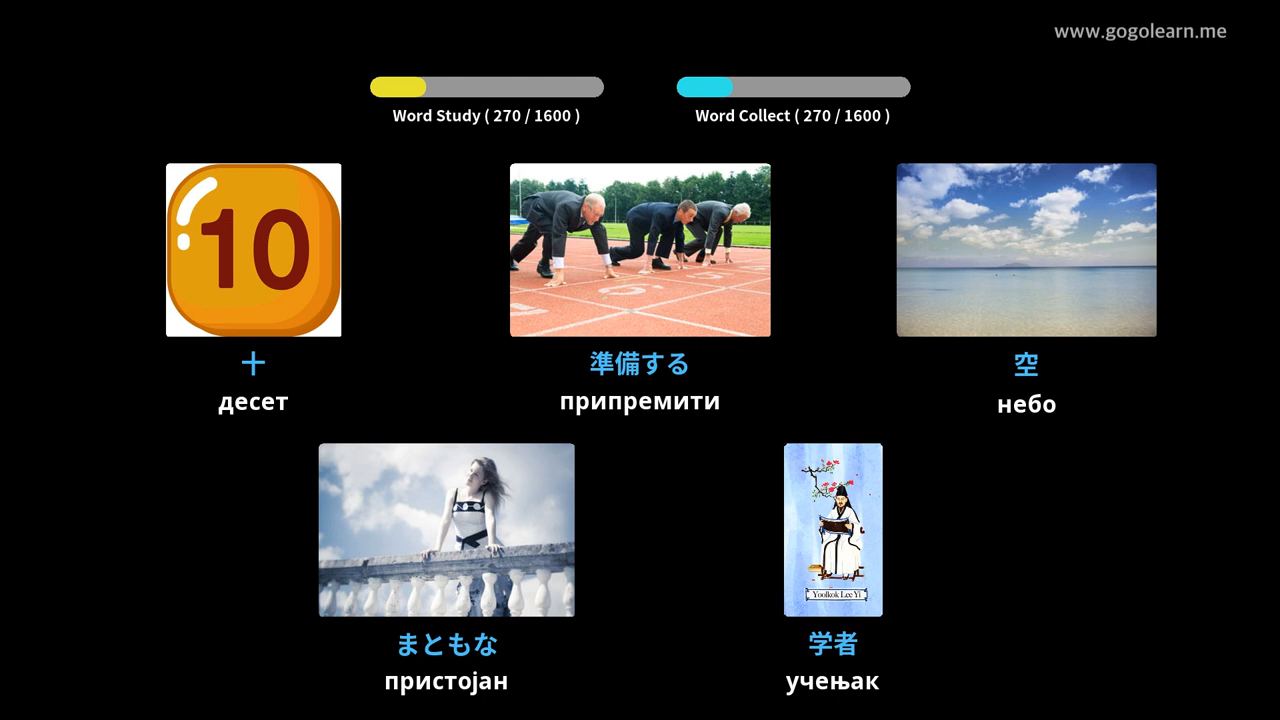 www.gogolearn.me
Word Study ( 270 / 1600 )
Word Collect ( 270 / 1600 )
10
十
десет
準備する
припремити
空
небо
まともな
пристојан
Yoolkok Lee Yi
学者
учењак